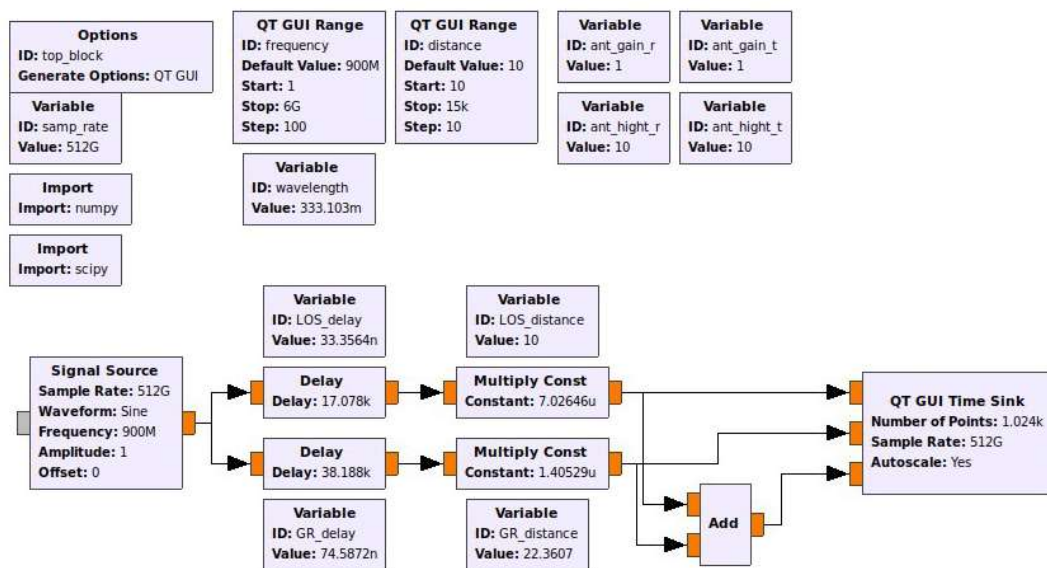 Options
ID: top_block
Generate Options: QT GUI
Variable
ID: samp_rate
Value: 512G
Import
Import: numpy
Import
Import: scipy
QT GUI Range
ID: frequency
Default Value: 900M
Start: 1
Stop: 6G
Step: 100
Variable
ID: wavelength
Value: 333.103m
QT GUI Range
ID: distance
Default Value: 10
Start: 10
Stop: 15k
Step: 10
Variable
ID: ant_gain_r
Value: 1
Variable
ID: ant_gain_t
Value: 1
Variable
ID: ant_hight_r
Value: 10
Variable
ID: ant_hight_t
Value: 10
Variable
ID: LOS_delay
Value: 33.3564n
Variable
ID: LOS_distance
Value: 10
Signal Source
Sample Rate: 512G
Waveform: Sine
Frequency: 900M
Amplitude: 1
Offset: 0
Delay
Delay: 17.078k
Multiply Const
Constant: 7.02646u
Delay
Delay: 38.188k
Multiply Const
Constant: 1.40529u
Variable
ID: GR_delay
Value: 74.5872n
Variable
ID: GR_distance
Value: 22.3607
Add
QT GUI Time Sink
Number of Points: 1.024k
Sample Rate: 512G
Autoscale: Yes